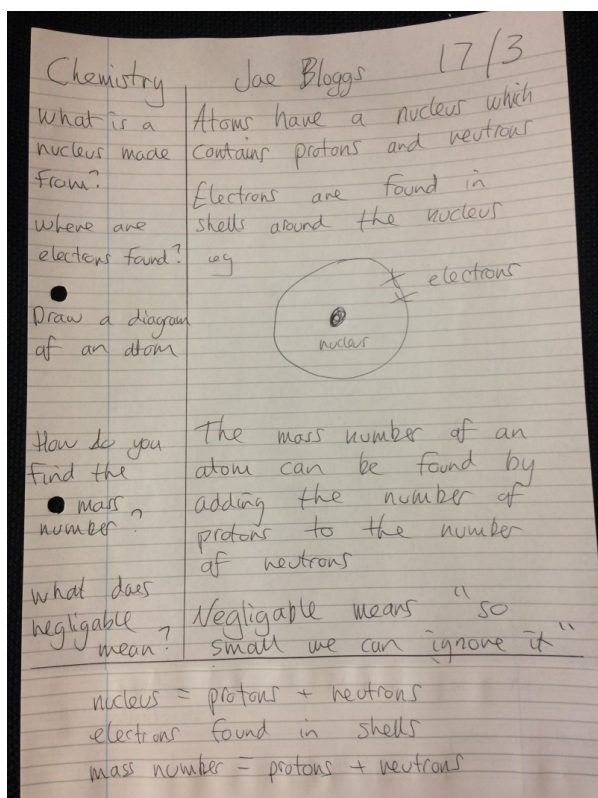 Chemistry
Joe Bloggs
17/3
What is a
nucleus made
from?
where are
electrons found?
Draw a diagram
of an atom
How do you
find the
mass
number?
what does
negligable
mean?
Atoms have a nucleus which
contains protons and neutrons
Electrons are found in
shells around the nucleus
eg
electrons
nucleus
The mass number of an
atom can be found by
adding the number of
protons to the number
of neutrons
Negligable means "so
small we can ignore it"
nucleus = protons + neutrons
electrons found in shells
mass number = protons + neutrons